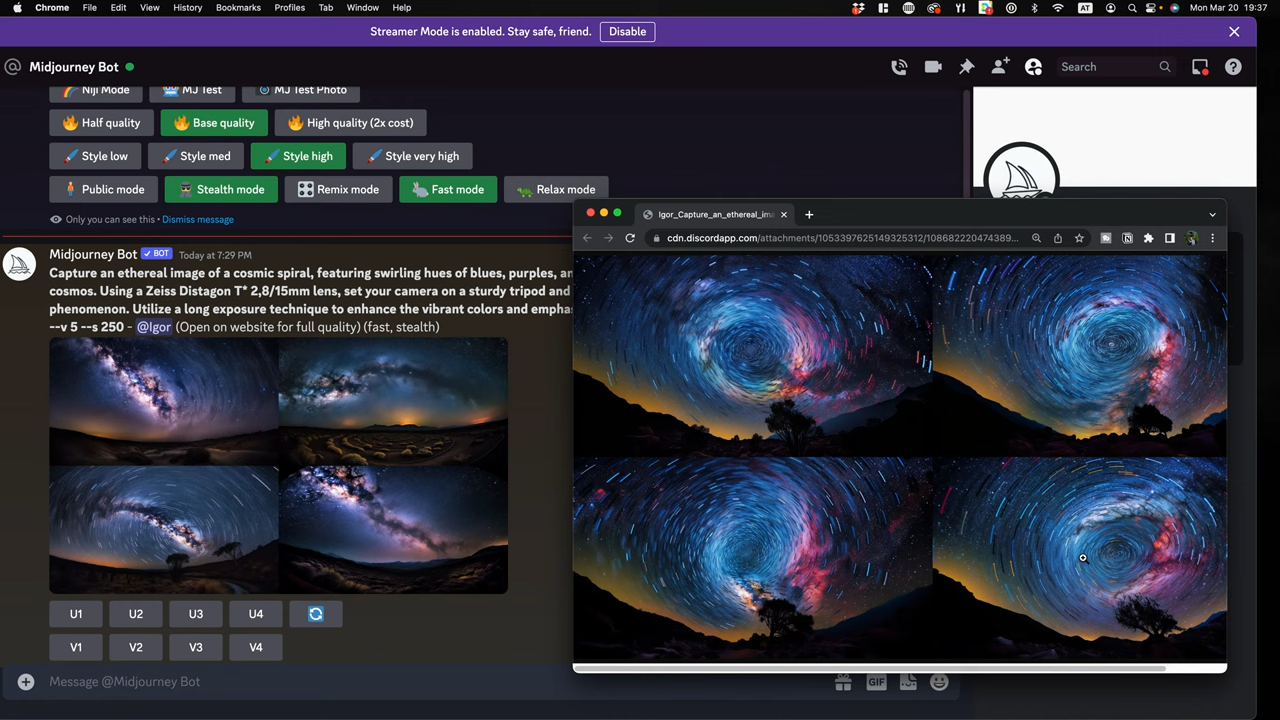 Chrome File Edit View History Bookmarks Profiles Tab Window Help AT Mon Mar 20 19:37
Streamer Mode is enabled. Stay safe, friend. Disable
Midjourney Bot Search
Niji Mode MJ Test MJ Test Photo
Half quality Base quality High quality (2x cost)
Style low Style med Style high Style very high
Public mode Stealth mode Remix mode Fast mode Relax mode
Only you can see this • Dismiss message
Igor_Capture_an_ethereal_ima
cdn.discordapp.com/attachments/1053397625149325312/108682220474389...
Midjourney Bot BOT Today at 7:29 PM
Capture an ethereal image of a cosmic spiral, featuring swirling hues of blues, purples, an
cosmos. Using a Zeiss Distagon T* 2,8/15mm lens, set your camera on a sturdy tripod and
phenomenon. Utilize a long exposure technique to enhance the vibrant colors and emphas
--v 5 --s 250 - @Igor (Open on website for full quality) (fast, stealth)
U1 U2 U3 U4
V1 V2 V3 V4
Message @Midjourney Bot GIF